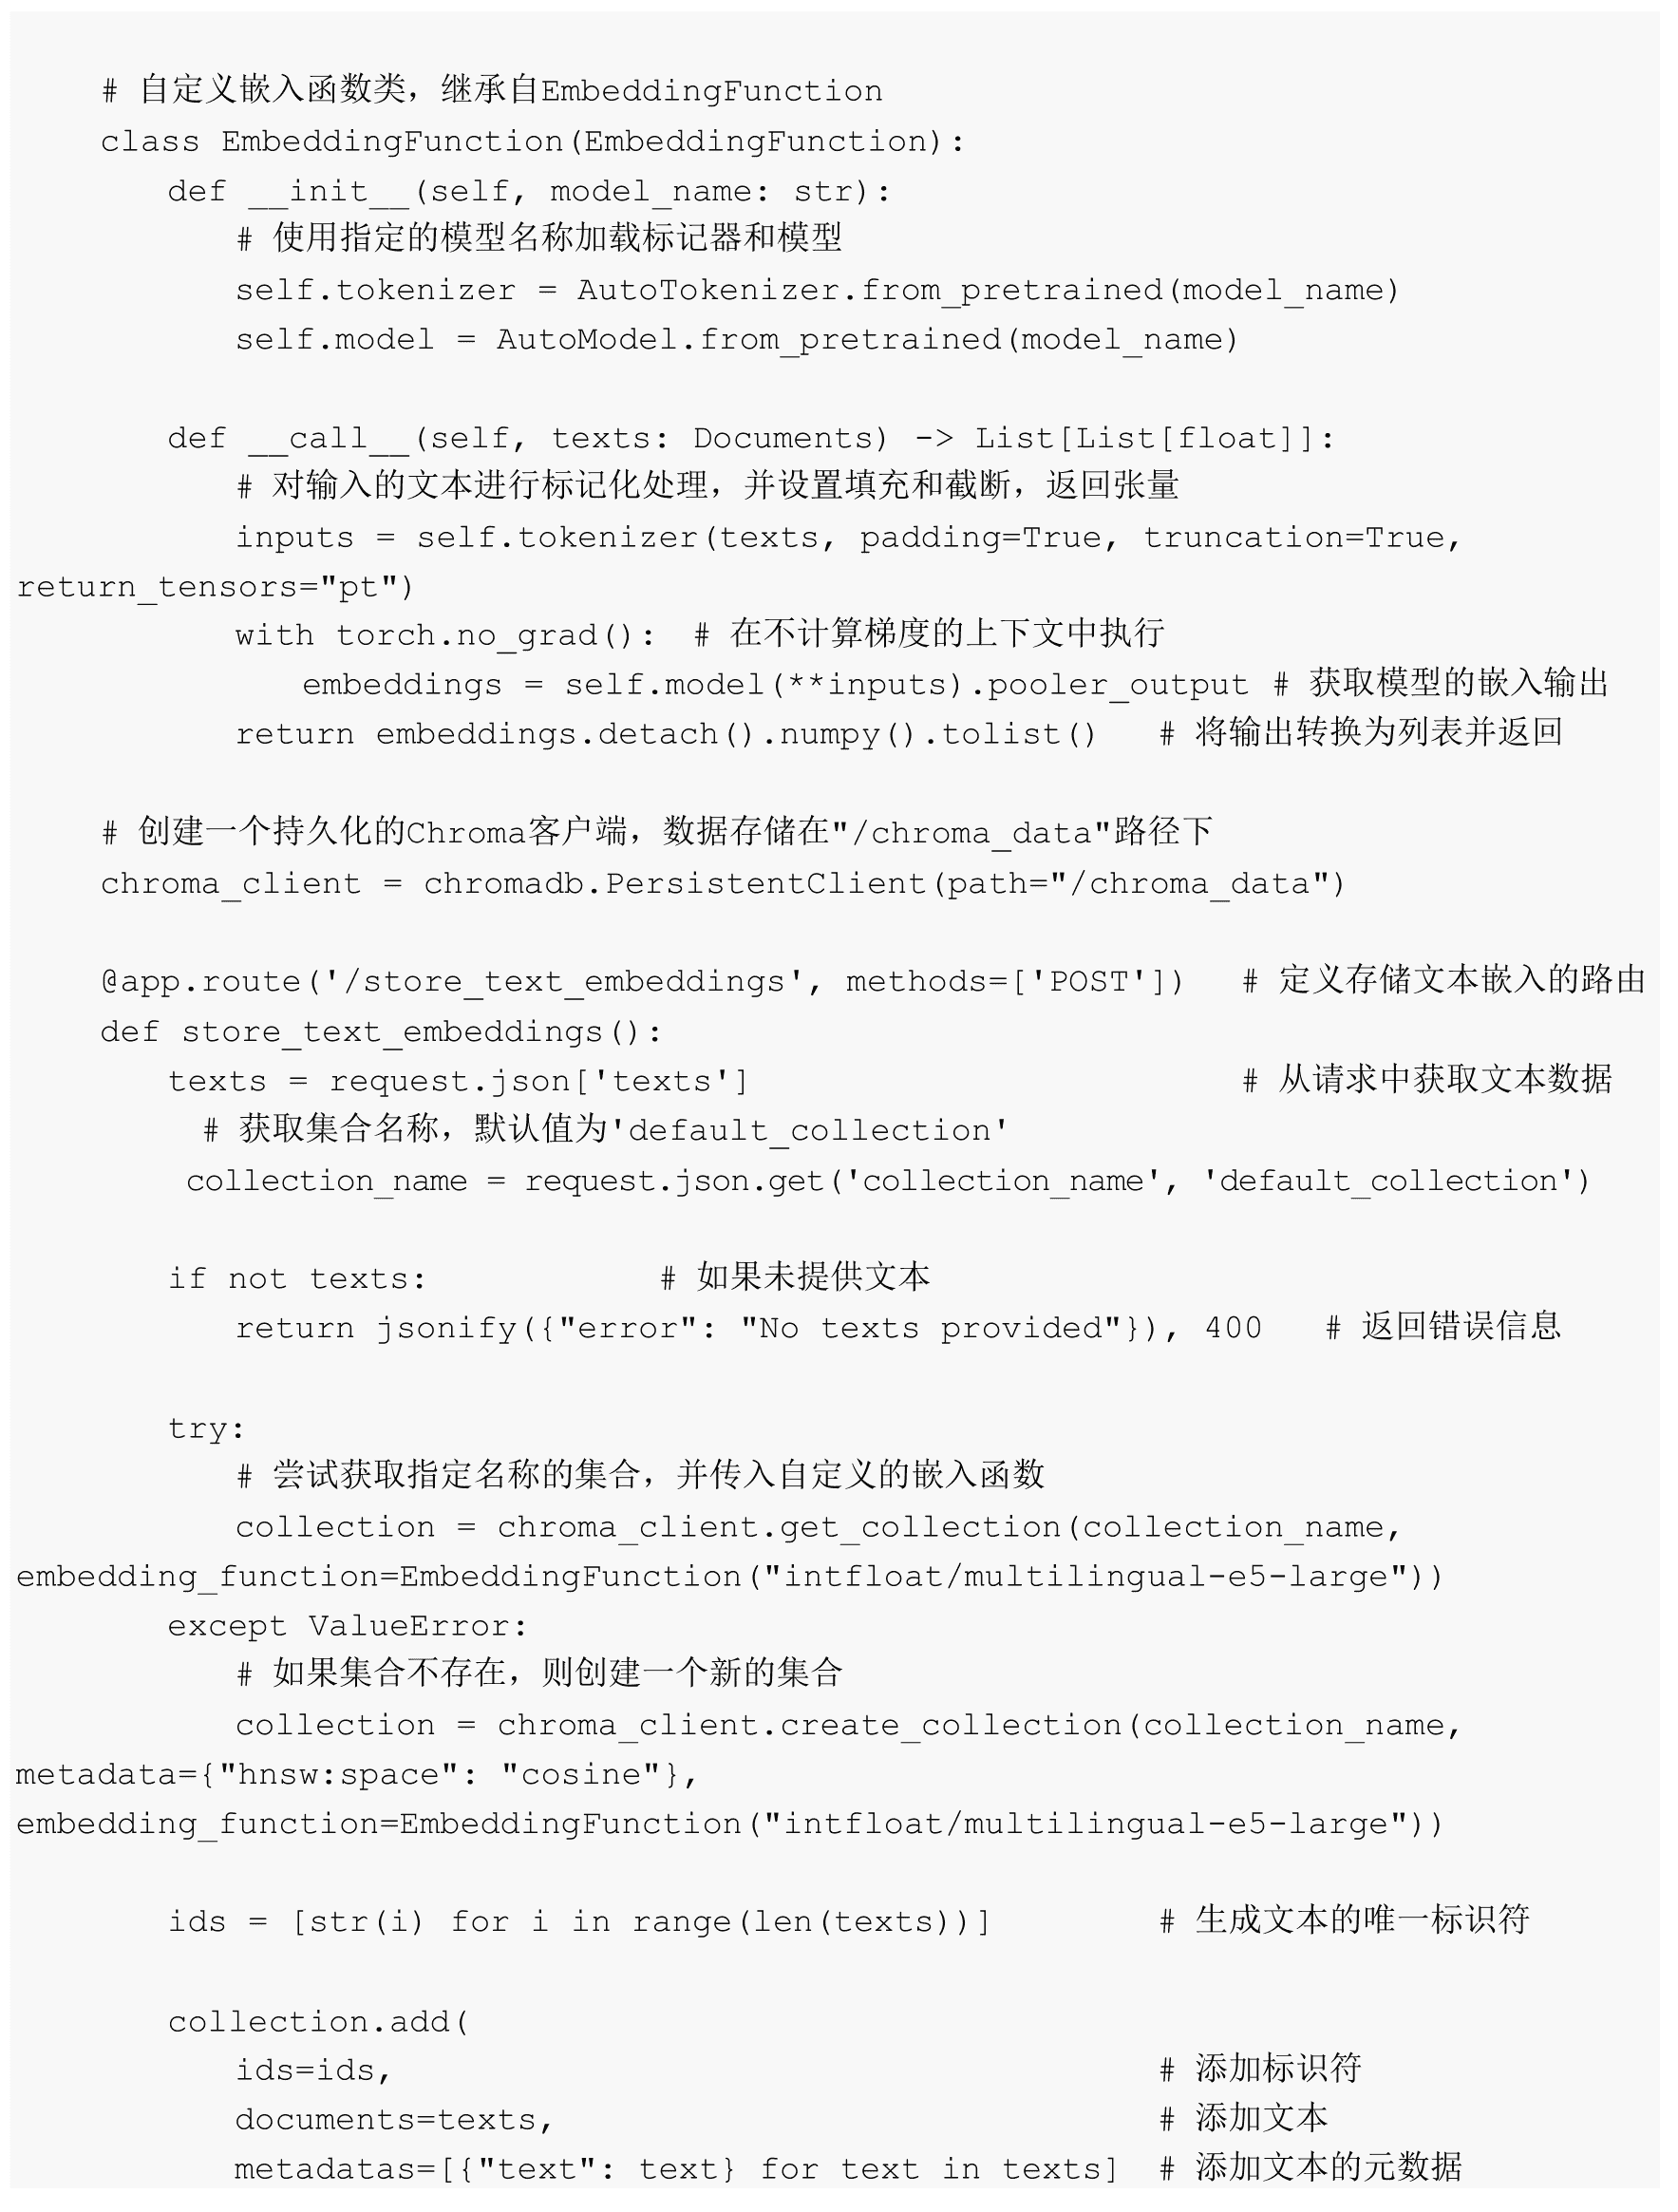 # 自定义嵌入函数类，继承自EmbeddingFunction
class EmbeddingFunction(EmbeddingFunction):
    def __init__(self, model_name: str):
        # 使用指定的模型名称加载标记器和模型
        self.tokenizer = AutoTokenizer.from_pretrained(model_name)
        self.model = AutoModel.from_pretrained(model_name)

    def __call__(self, texts: Documents) -> List[List[float]]:
        # 对输入的文本进行标记化处理，并设置填充和截断，返回张量
        inputs = self.tokenizer(texts, padding=True, truncation=True,
return_tensors="pt")
        with torch.no_grad():  # 在不计算梯度的上下文中执行
            embeddings = self.model(**inputs).pooler_output # 获取模型的嵌入输出
        return embeddings.detach().numpy().tolist()   # 将输出转换为列表并返回

# 创建一个持久化的Chroma客户端，数据存储在"/chroma_data"路径下
chroma_client = chromadb.PersistentClient(path="/chroma_data")

@app.route('/store_text_embeddings', methods=['POST'])   # 定义存储文本嵌入的路由
def store_text_embeddings():
    texts = request.json['texts']                             # 从请求中获取文本数据
      # 获取集合名称，默认值为'default_collection'
     collection_name = request.json.get('collection_name', 'default_collection')

    if not texts:              # 如果未提供文本
        return jsonify({"error": "No texts provided"}), 400    # 返回错误信息

    try:
        # 尝试获取指定名称的集合，并传入自定义的嵌入函数
        collection = chroma_client.get_collection(collection_name,
embedding_function=EmbeddingFunction("intfloat/multilingual-e5-large"))
    except ValueError:
        # 如果集合不存在，则创建一个新的集合
        collection = chroma_client.create_collection(collection_name,
metadata={"hnsw:space": "cosine"},
embedding_function=EmbeddingFunction("intfloat/multilingual-e5-large"))

    ids = [str(i) for i in range(len(texts))]          # 生成文本的唯一标识符

    collection.add(
        ids=ids,                                              # 添加标识符
        documents=texts,                                    # 添加文本
        metadatas=[{"text": text} for text in texts]  # 添加文本的元数据